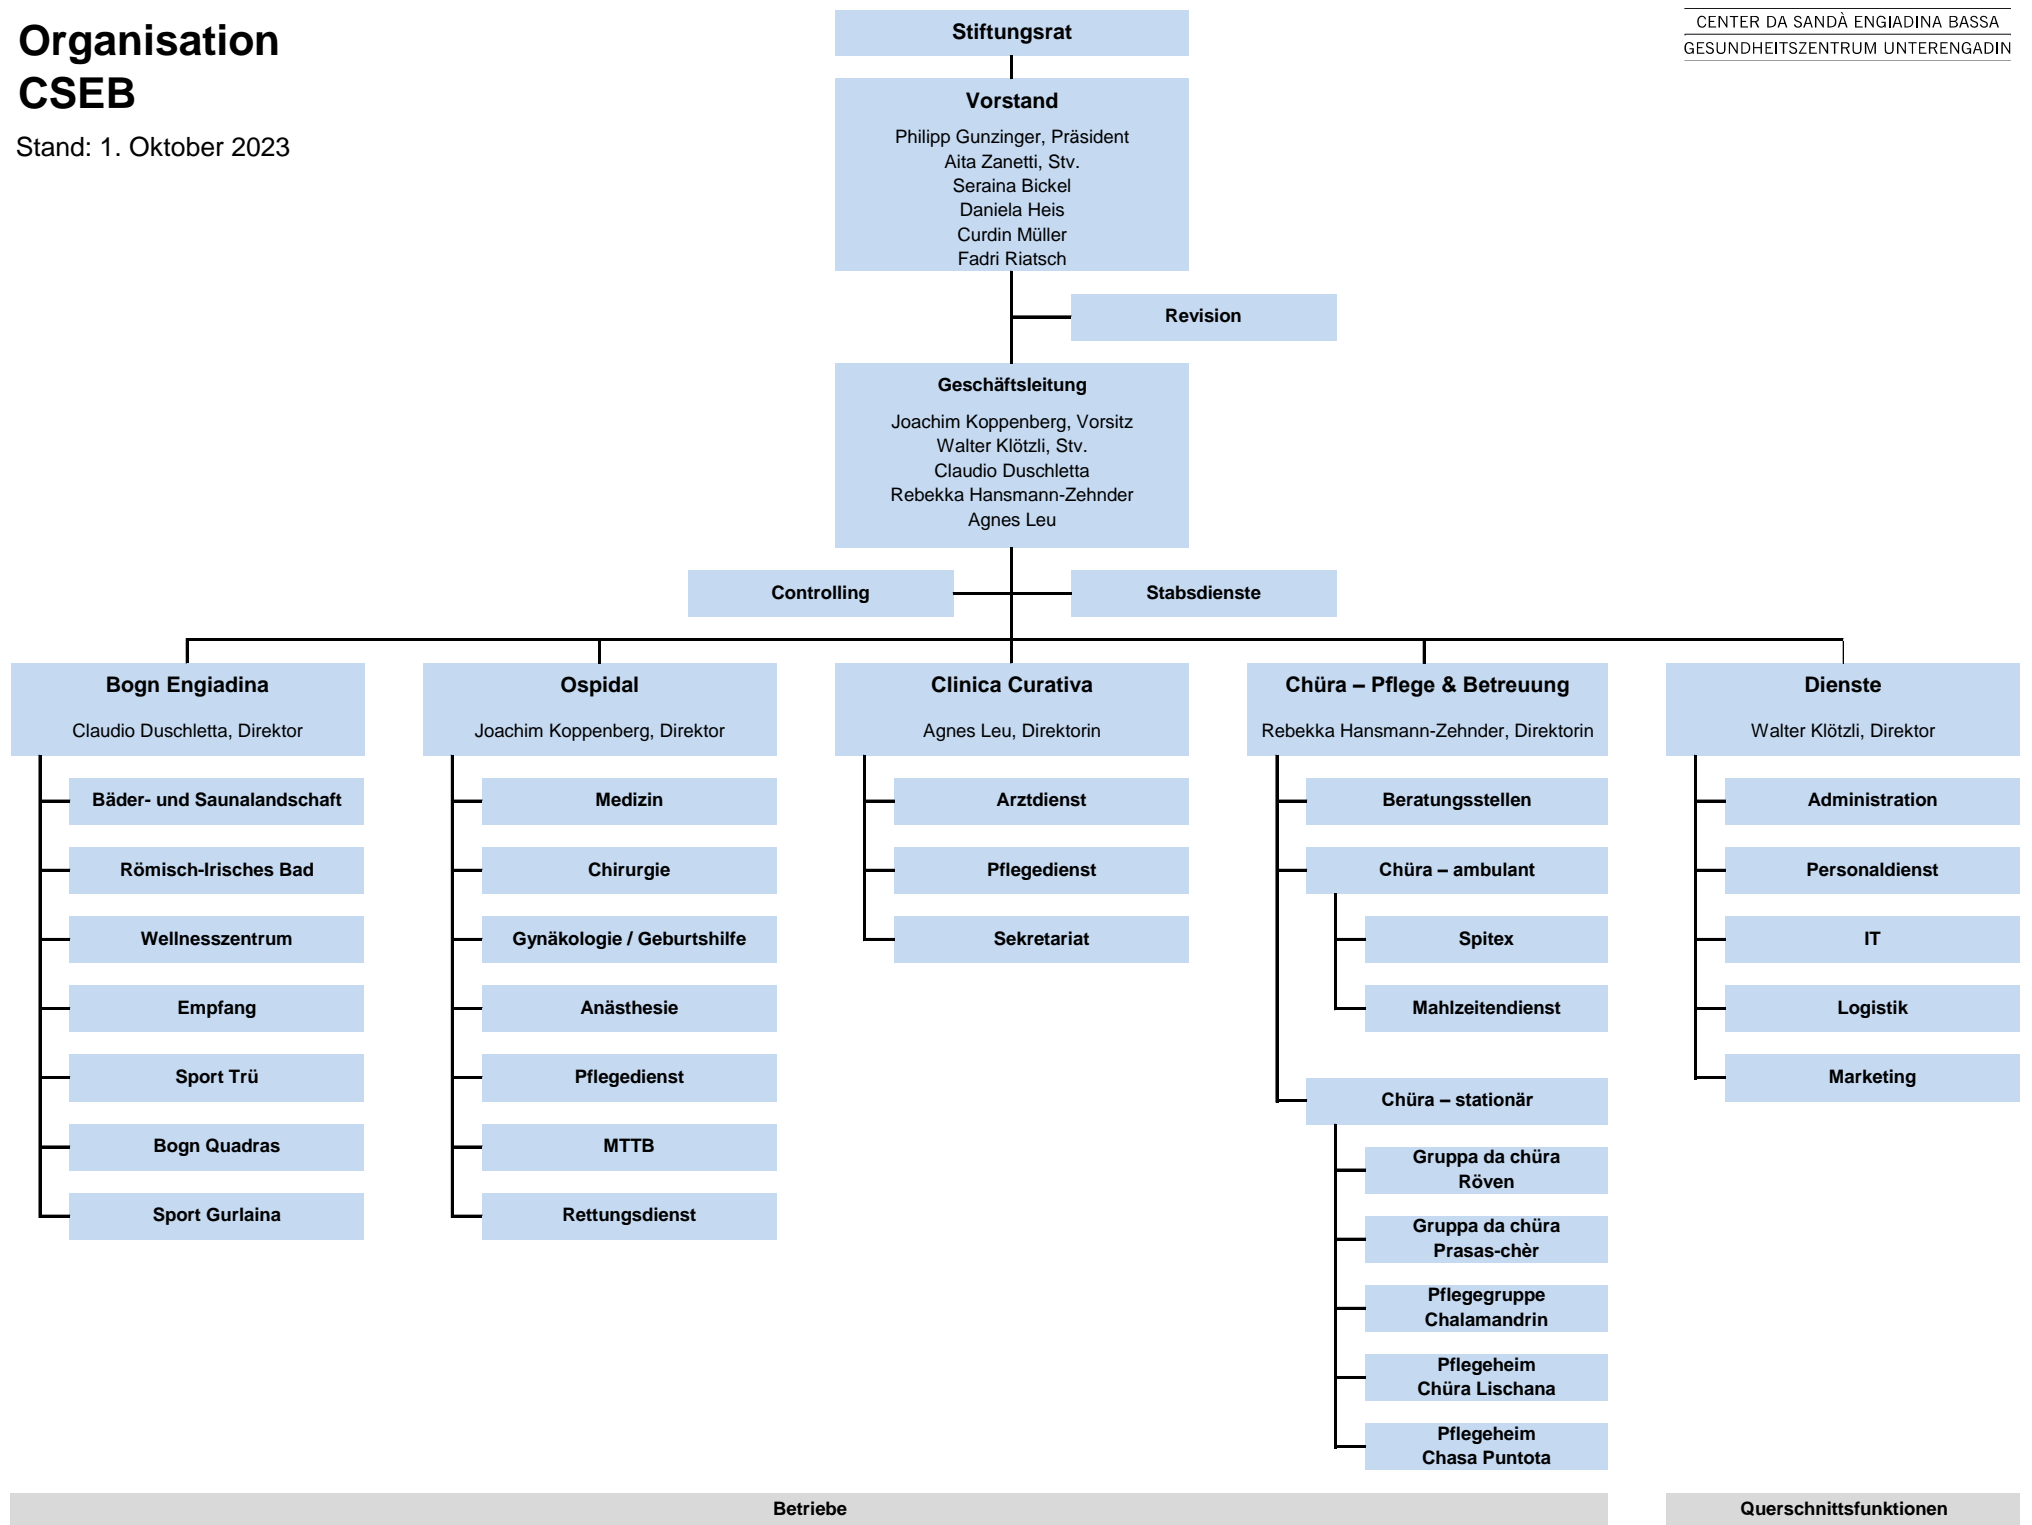 Organisation
CSEB
Stand: 1. Oktober 2023
CENTER DA SANDÀ ENGIADINA BASSA
GESUNDHEITSZENTRUM UNTERENGADIN
Stiftungsrat
Vorstand
Philipp Gunzinger, Präsident
Aita Zanetti, Stv.
Seraina Bickel
Daniela Heis
Curdin Müller
Fadri Riatsch
Revision
Geschäftsleitung
Joachim Koppenberg, Vorsitz
Walter Klötzli, Stv.
Claudio Duschletta
Rebekka Hansmann-Zehnder
Agnes Leu
Controlling
Stabsdienste
Bogn Engiadina
Claudio Duschletta, Direktor
Bäder- und Saunalandschaft
Römisch-Irisches Bad
Wellnesszentrum
Empfang
Sport Trü
Bogn Quadras
Sport Gurlaina
Ospidal
Joachim Koppenberg, Direktor
Medizin
Chirurgie
Gynäkologie / Geburtshilfe
Anästhesie
Pflegedienst
MTTB
Rettungsdienst
Clinica Curativa
Agnes Leu, Direktorin
Arztdienst
Pflegedienst
Sekretariat
Chüra – Pflege & Betreuung
Rebekka Hansmann-Zehnder, Direktorin
Beratungsstellen
Chüra – ambulant
Spitex
Mahlzeitendienst
Chüra – stationär
Gruppa da chüra
Röven
Gruppa da chüra
Prasas-chèr
Pflegegruppe
Chalamandrin
Pflegeheim
Chüra Lischana
Pflegeheim
Chasa Puntota
Dienste
Walter Klötzli, Direktor
Administration
Personaldienst
IT
Logistik
Marketing
Betriebe
Querschnittsfunktionen